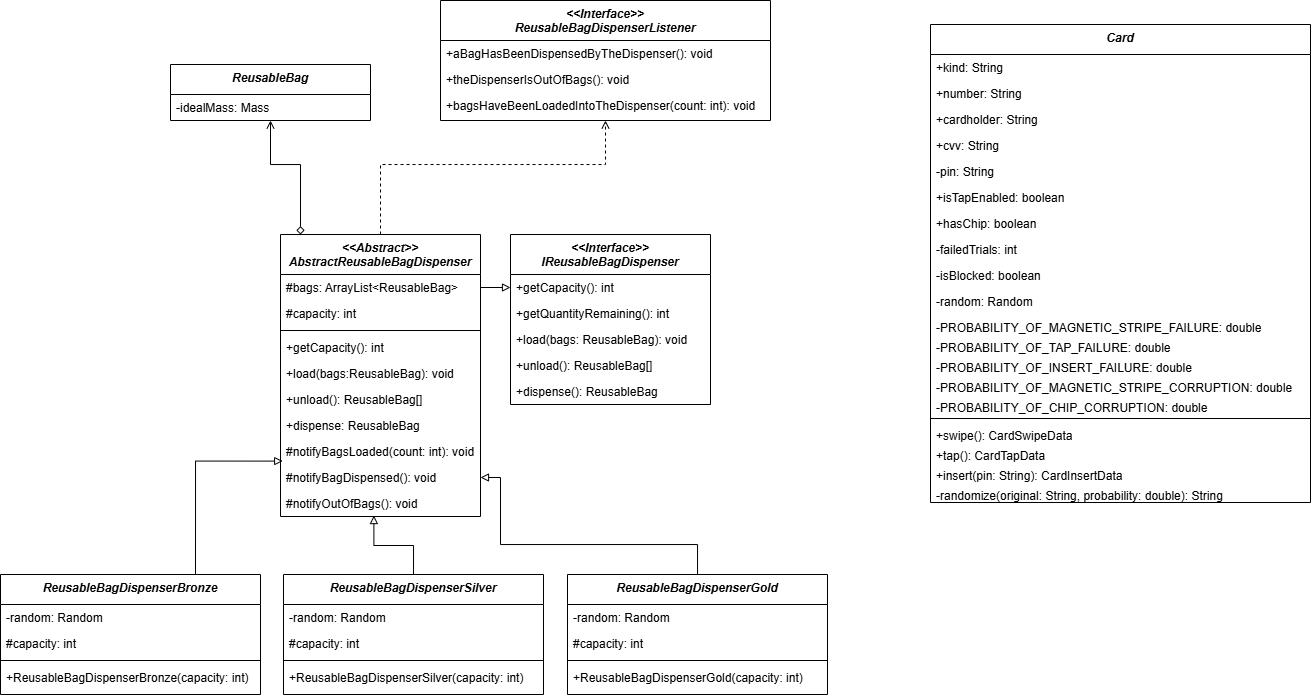 <<Interface>>
ReusableBagDispenserListener
+aBagHasBeenDispensedByTheDispenser(): void
+theDispenserIsOutOfBags(): void
+bagsHaveBeenLoadedIntoTheDispenser(count: int): void
ReusableBag
-idealMass: Mass
<<Abstract>>
AbstractReusableBagDispenser
#bags: ArrayList<ReusableBag>
#capacity: int
+getCapacity(): int
+load(bags:ReusableBag): void
+unload(): ReusableBag[]
+dispense: ReusableBag
#notifyBagsLoaded(count: int): void
#notifyBagDispensed(): void
#notifyOutOfBags(): void
<<Interface>>
IReusableBagDispenser
+getCapacity(): int
+getQuantityRemaining(): int
+load(bags: ReusableBag): void
+unload(): ReusableBag[]
+dispense(): ReusableBag
ReusableBagDispenserBronze
-random: Random
#capacity: int
+ReusableBagDispenserBronze(capacity: int)
ReusableBagDispenserSilver
-random: Random
#capacity: int
+ReusableBagDispenserSilver(capacity: int)
ReusableBagDispenserGold
-random: Random
#capacity: int
+ReusableBagDispenserGold(capacity: int)
Card
+kind: String
+number: String
+cardholder: String
+cvv: String
-pin: String
+isTapEnabled: boolean
+hasChip: boolean
-failedTrials: int
-isBlocked: boolean
-random: Random
-PROBABILITY_OF_MAGNETIC_STRIPE_FAILURE: double
-PROBABILITY_OF_TAP_FAILURE: double
-PROBABILITY_OF_INSERT_FAILURE: double
-PROBABILITY_OF_MAGNETIC_STRIPE_CORRUPTION: double
-PROBABILITY_OF_CHIP_CORRUPTION: double
+swipe(): CardSwipeData
+tap(): CardTapData
+insert(pin: String): CardInsertData
-randomize(original: String, probability: double): String